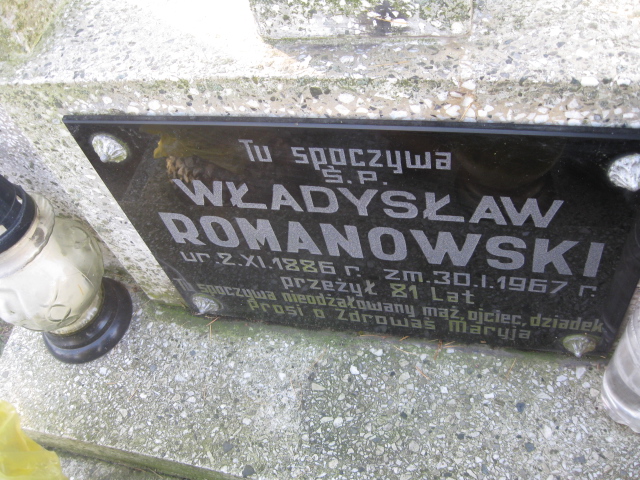 Tu spoczywa
Ś.P.
WŁADYSŁAW
ROMANOWSKI
ur. 2.XI.1886 r. zm. 30.I.1967 r.
przeżył 81 Lat
Tu spoczywa nieodżałowany mąż, ojciec, dziadek
Prosi o Zdrowaś Maryja